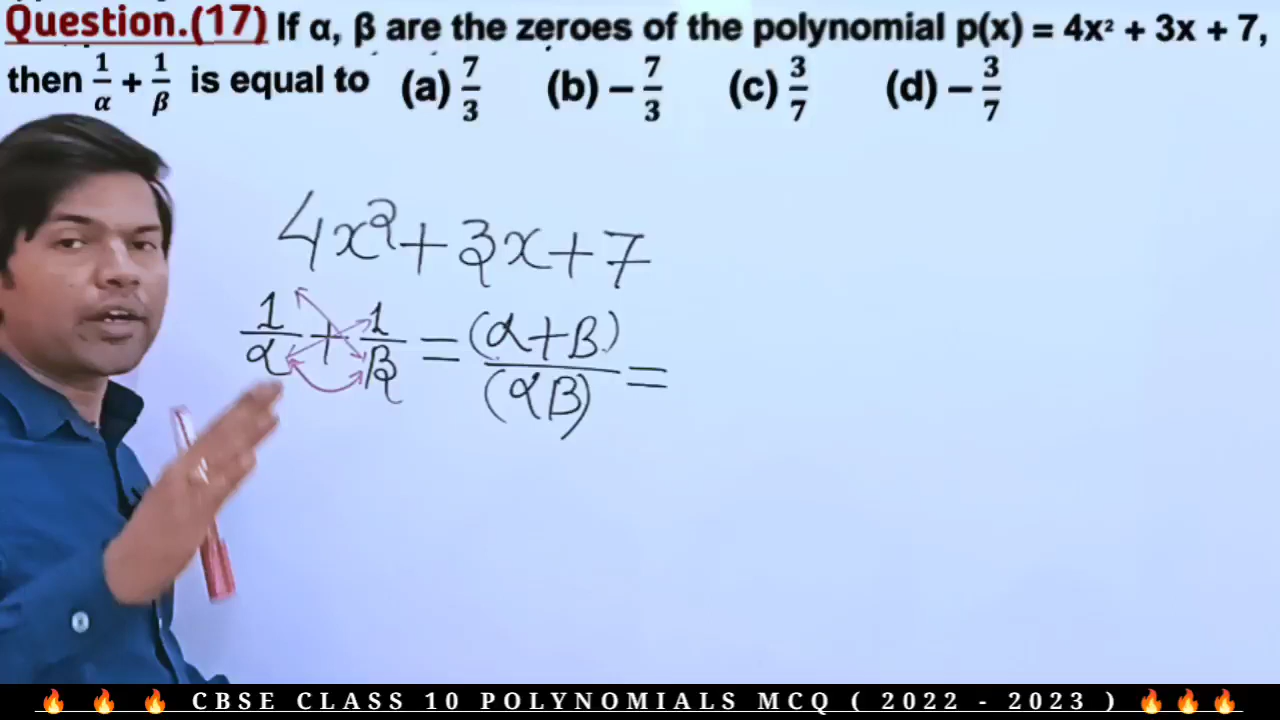 Question.(17) If α, β are the zeroes of the polynomial p(x) = 4x² + 3x + 7,
then 1/α + 1/β is equal to (a) 7/3 (b) – 7/3 (c) 3/7 (d) – 3/7
4x² + 3x + 7
1/α + 1/β = (α+β)/(αβ) =
🔥 🔥 🔥 CBSE CLASS 10 POLYNOMIALS MCQ ( 2022 - 2023 ) 🔥🔥🔥